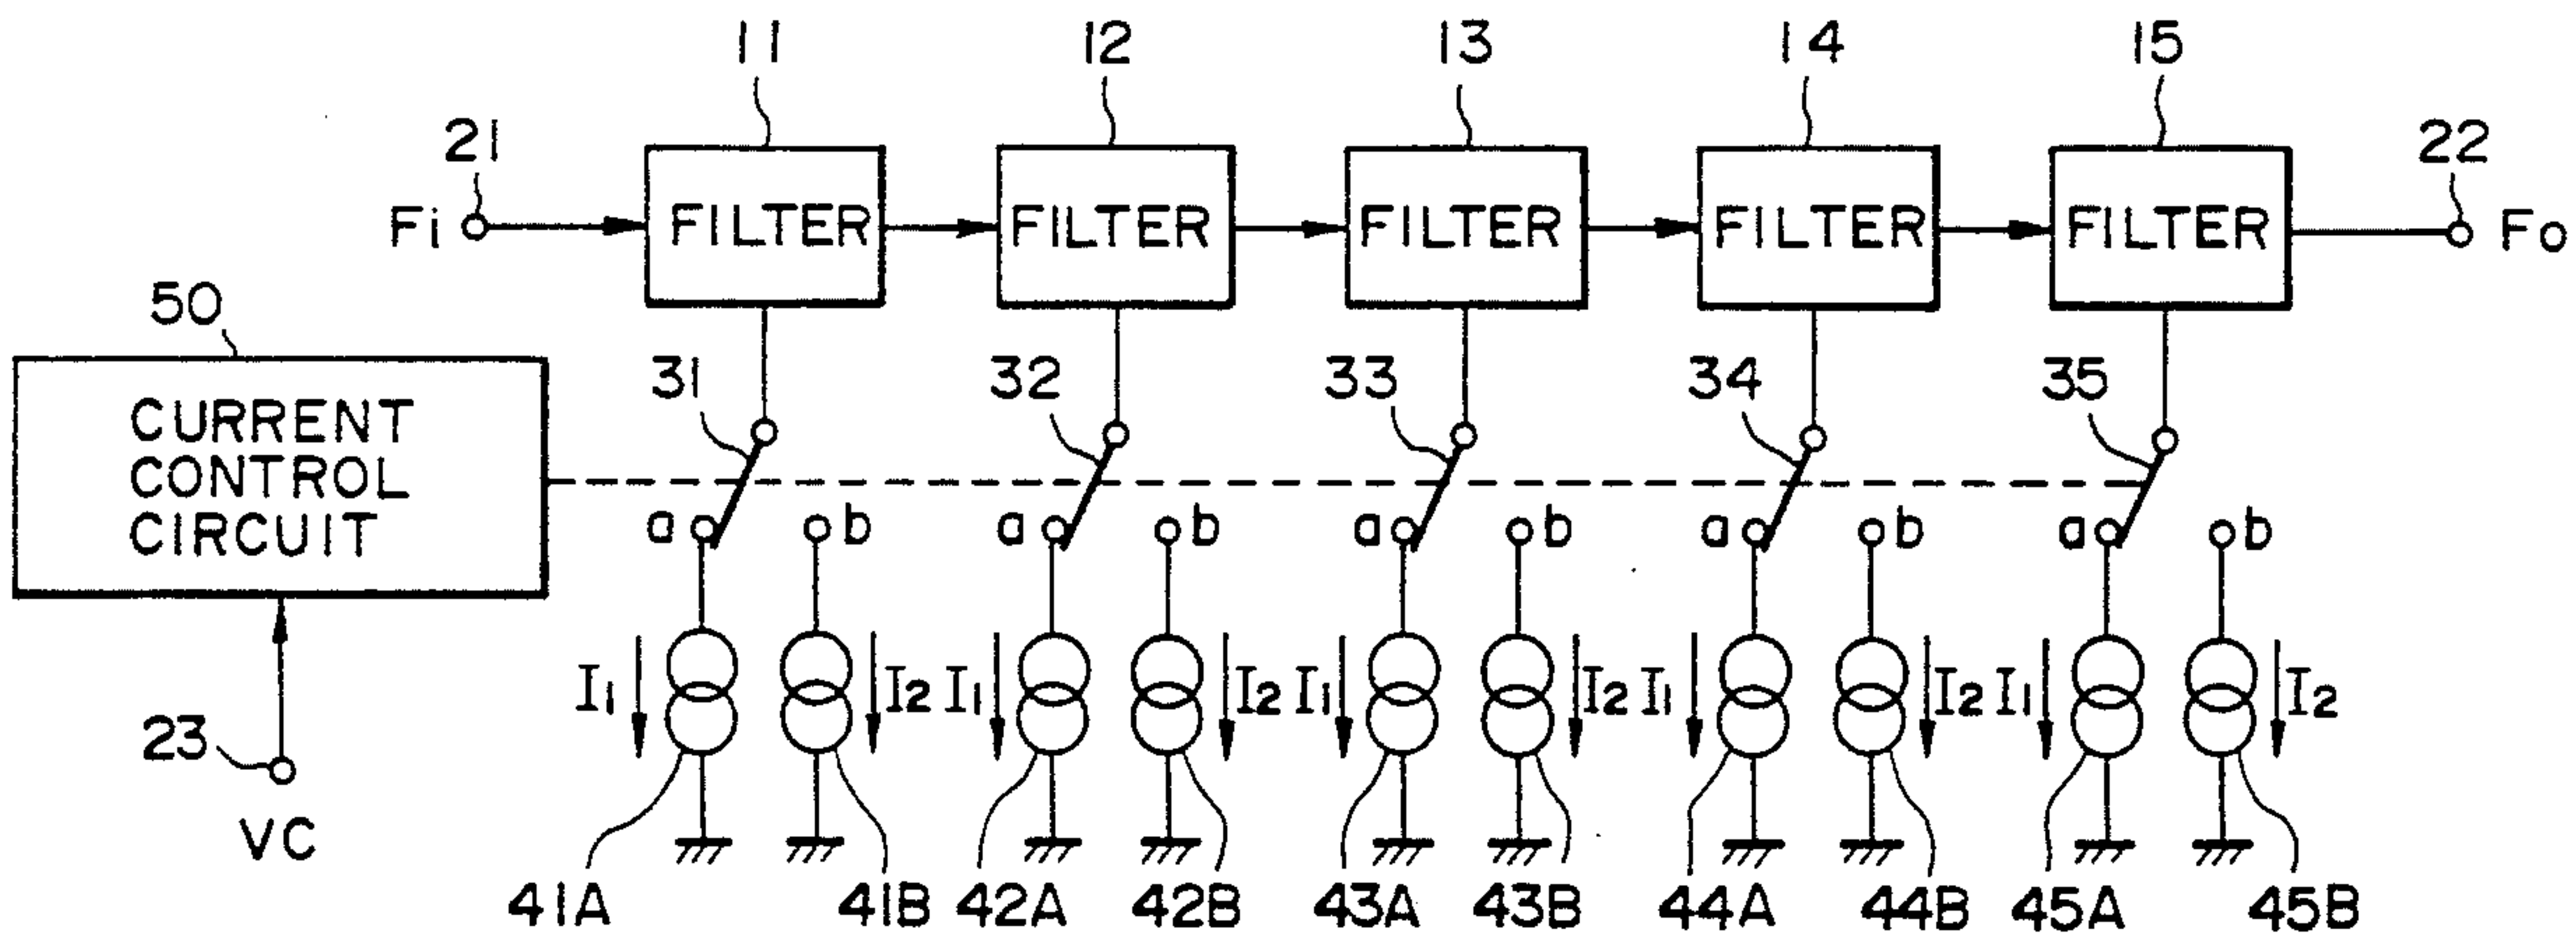 11 12 13 14 15
21 22
Fi FILTER FILTER FILTER FILTER FILTER Fo
50
31 32 33 34 35
CURRENT
CONTROL
CIRCUIT
a b a b a b a b a b
I1 I2 I1 I2 I1 I2 I1 I2 I1 I2
23
VC
41A 41B 42A 42B 43A 43B 44A 44B 45A 45B